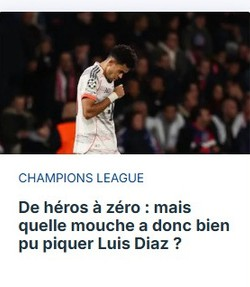 CHAMPIONS LEAGUE
De héros à zéro : mais
quelle mouche a donc bien
pu piquer Luis Diaz ?